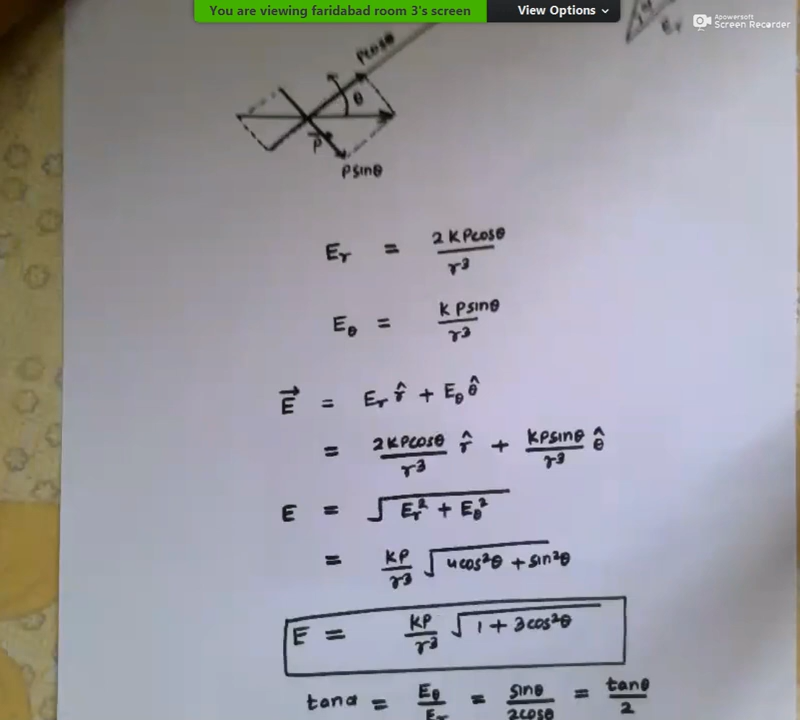 You are viewing faridabad room 3's screen
View Options
Apowersoft
Screen Recorder
Er
Pcosθ
θ
P
Psinθ
Er = 2KPcosθ / r³
Eθ = KPsinθ / r³
E⃗ = Er r̂ + Eθ θ̂
= 2KPcosθ / r³ r̂ + KPsinθ / r³ θ̂
E = √(Er² + Eθ²)
= KP / r³ √(4cos²θ + sin²θ)
E = KP / r³ √(1 + 3cos²θ)
tanα = Eθ / Er = sinθ / 2cosθ = tanθ / 2